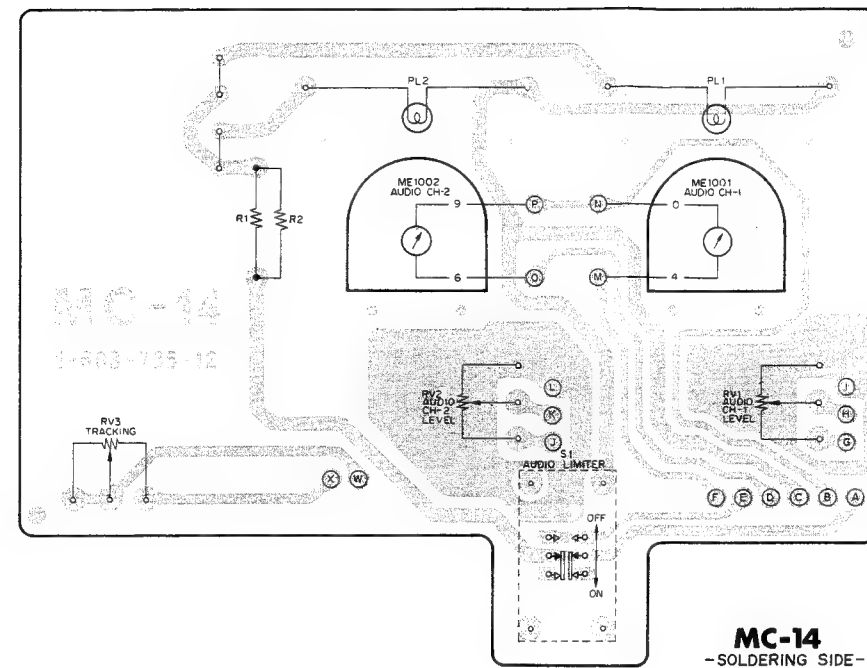 PL2
PL1
ME1002
AUDIO CH-2
ME1001
AUDIO CH-1
9
P
N
0
R1
R2
6
O
M
4
MC-14
1-603-735-12
RV2
AUDIO
CH-2
LEVEL
L
K
J
RV1
AUDIO
CH-1
LEVEL
I
H
G
RV3
TRACKING
S1
AUDIO LIMITER
X
W
F
E
D
C
B
A
OFF
ON
MC-14
-SOLDERING SIDE-